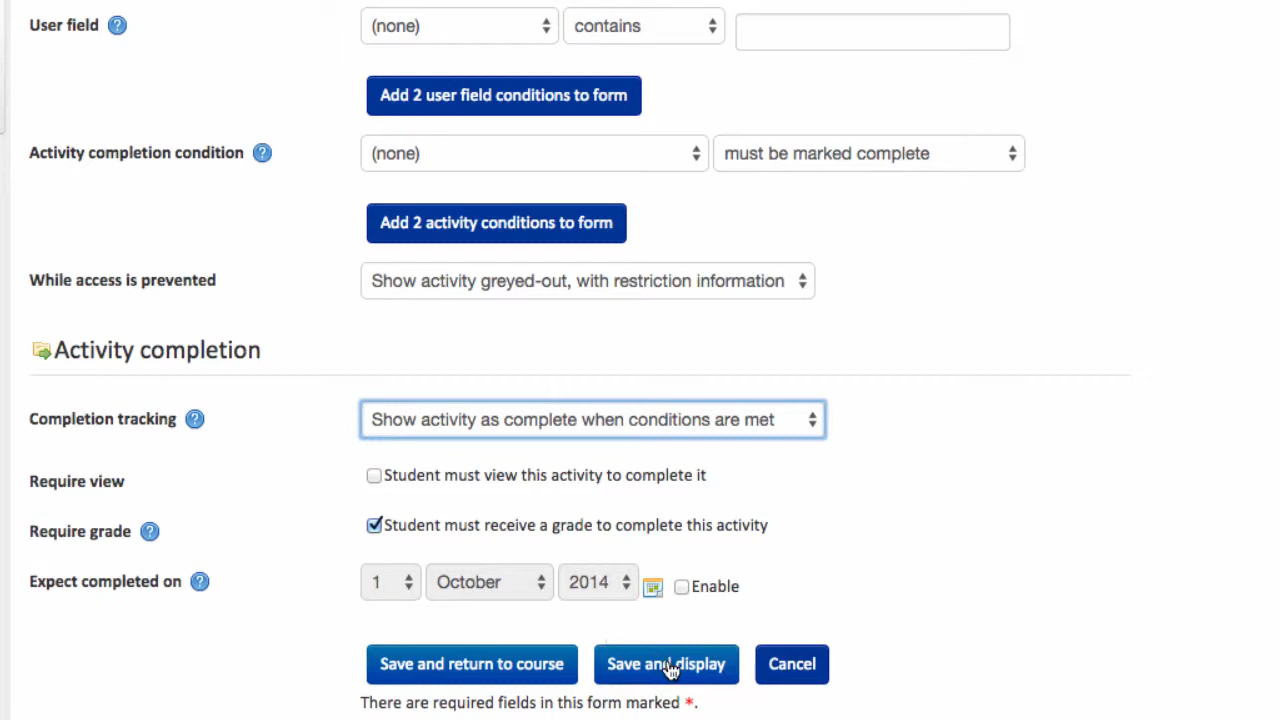 User field (none) contains
Add 2 user field conditions to form
Activity completion condition (none) must be marked complete
Add 2 activity conditions to form
While access is prevented Show activity greyed-out, with restriction information
Activity completion
Completion tracking Show activity as complete when conditions are met
Require view Student must view this activity to complete it
Require grade Student must receive a grade to complete this activity
Expect completed on 1 October 2014 Enable
Save and return to course Save and display Cancel
There are required fields in this form marked *.